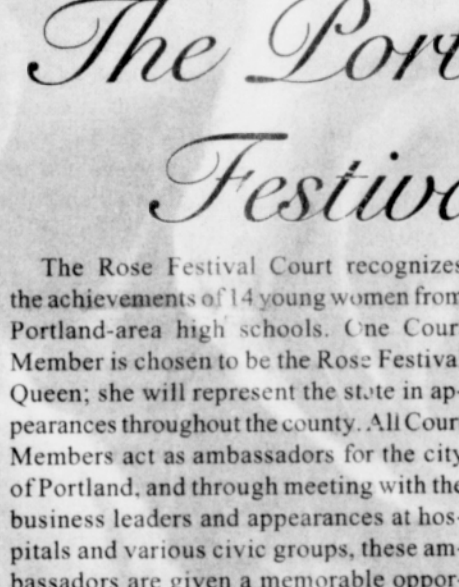 The Port
Festiva
The Rose Festival Court recognizes
the achievements of 14 young women from
Portland-area high schools. One Cour
Member is chosen to be the Rose Festiva
Queen; she will represent the state in ap-
pearances throughout the county. All Cour
Members act as ambassadors for the city
of Portland, and through meeting with the
business leaders and appearances at hos-
pitals and various civic groups, these am-
bassadors are given a memorable oppor-